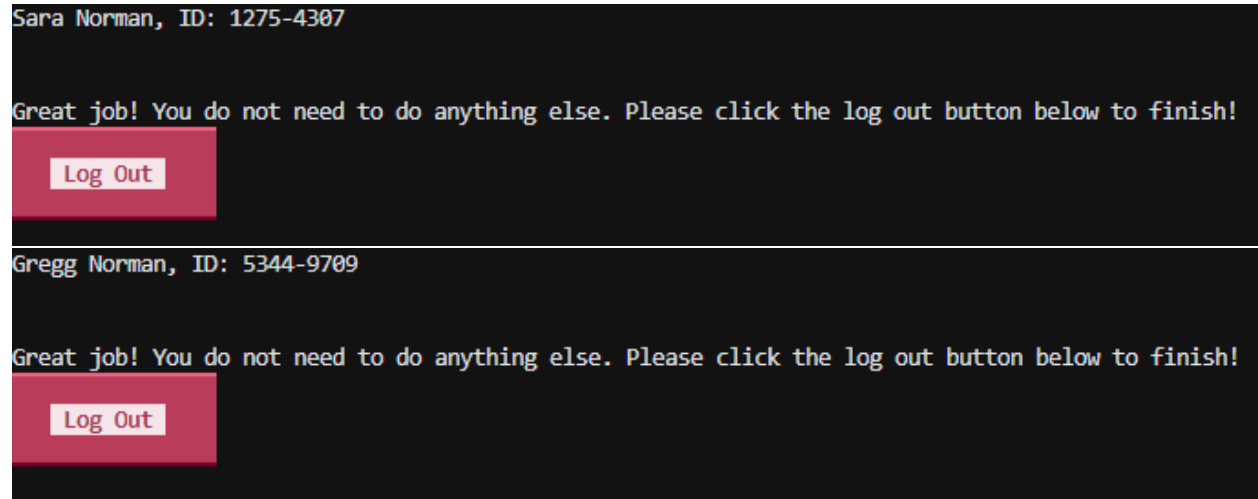 Sara Norman, ID: 1275-4307
Great job! You do not need to do anything else. Please click the log out button below to finish!
Log Out
Gregg Norman, ID: 5344-9709
Great job! You do not need to do anything else. Please click the log out button below to finish!
Log Out